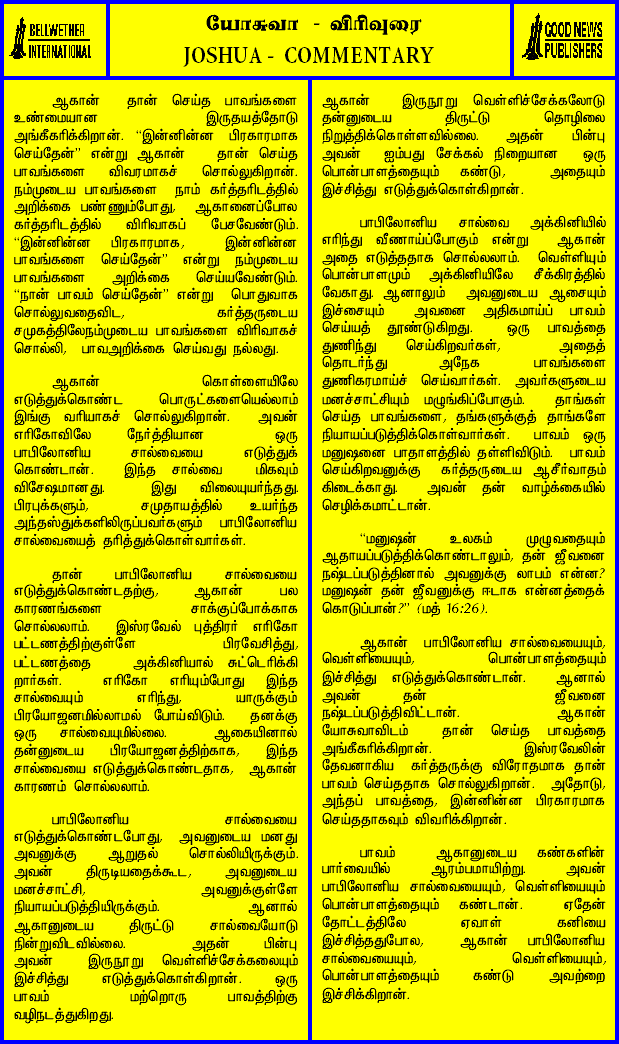 BELLWETHER
INTERNATIONAL
யோசுவா - விரிவுரை
JOSHUA - COMMENTARY
GOOD NEWS
PUBLISHERS
ஆகான் தான் செய்த பாவங்களை
உண்மையான இருதயத்தோடு
அங்கீகரிக்கிறான். “இன்னின்ன பிரகாரமாக
செய்தேன்” என்று ஆகான் தான் செய்த
பாவங்களை விவரமாகச் சொல்லுகிறான்.
நம்முடைய பாவங்களை நாம் கர்த்தரிடத்தில்
அறிக்கை பண்ணும்போது, ஆகானைப்போல
கர்த்தரிடத்தில் விரிவாகப் பேசவேண்டும்.
“இன்னின்ன பிரகாரமாக, இன்னின்ன
பாவங்களை செய்தேன்” என்று நம்முடைய
பாவங்களை அறிக்கை செய்யவேண்டும்.
“நான் பாவம் செய்தேன்” என்று பொதுவாக
சொல்லுவதைவிட, கர்த்தருடைய
சமுகத்திலேநம்முடைய பாவங்களை விரிவாகச்
சொல்லி, பாவஅறிக்கை செய்வது நல்லது.
ஆகான் கொள்ளையிலே
எடுத்துக்கொண்ட பொருட்களையெல்லாம்
இங்கு வரியாகச் சொல்லுகிறான். அவன்
எரிகோவிலே நேர்த்தியான ஒரு
பாபிலோனிய சால்வையை எடுத்துக்
கொண்டான். இந்த சால்வை மிகவும்
விசேஷமானது. இது விலையுயர்ந்தது.
பிரபுக்களும், சமுதாயத்தில் உயர்ந்த
அந்தஸ்துக்களிலிருப்பவர்களும் பாபிலோனிய
சால்வையைத் தரித்துக்கொள்வார்கள்.
தான் பாபிலோனிய சால்வையை
எடுத்துக்கொண்டதற்கு, ஆகான் பல
காரணங்களை சாக்குப்போக்காக
சொல்லலாம். இஸ்ரவேல் புத்திரர் எரிகோ
பட்டணத்திற்குள்ளே பிரவேசித்து,
பட்டணத்தை அக்கினியால் சுட்டெரிக்கி
றார்கள். எரிகோ எரியும்போது இந்த
சால்வையும் எரிந்து, யாருக்கும்
பிரயோஜனமில்லாமல் போய்விடும். தனக்கு
ஒரு சால்வையுமில்லை. ஆகையினால்
தன்னுடைய பிரயோஜனத்திற்காக, இந்த
சால்வையை எடுத்துக்கொண்டதாக, ஆகான்
காரணம் சொல்லலாம்.
பாபிலோனிய சால்வையை
எடுத்துக்கொண்டபோது, அவனுடைய மனது
அவனுக்கு ஆறுதல் சொல்லியிருக்கும்.
அவன் திருடியதைக்கூட, அவனுடைய
மனச்சாட்சி, அவனுக்குள்ளே
நியாயப்படுத்தியிருக்கும். ஆனால்
ஆகானுடைய திருட்டு சால்வையோடு
நின்றுவிடவில்லை. அதன் பின்பு
அவன் இருநூறு வெள்ளிச்சேக்கலையும்
இச்சித்து எடுத்துக்கொள்கிறான். ஒரு
பாவம் மற்றொரு பாவத்திற்கு
வழிநடத்துகிறது.
ஆகான் இருநூறு வெள்ளிச்சேக்கலோடு
தன்னுடைய திருட்டு தொழிலை
நிறுத்திக்கொள்ளவில்லை. அதன் பின்பு
அவன் ஐம்பது சேக்கல் நிறையான ஒரு
பொன்பாளத்தையும் கண்டு, அதையும்
இச்சித்து எடுத்துக்கொள்கிறான்.
பாபிலோனிய சால்வை அக்கினியில்
எரிந்து வீணாய்ப்போகும் என்று ஆகான்
அதை எடுத்ததாக சொல்லலாம். வெள்ளியும்
பொன்பாளமும் அக்கினியிலே சீக்கிரத்தில்
வேகாது. ஆனாலும் அவனுடைய ஆசையும்
இச்சையும் அவனை அதிகமாய்ப் பாவம்
செய்யத் தூண்டுகிறது. ஒரு பாவத்தை
துணிந்து செய்கிறவர்கள், அதைத்
தொடர்ந்து அநேக பாவங்களை
துணிகரமாய்ச் செய்வார்கள். அவர்களுடைய
மனச்சாட்சியும் மழுங்கிப்போகும். தாங்கள்
செய்த பாவங்களை, தங்களுக்குத் தாங்களே
நியாயப்படுத்திக்கொள்வார்கள். பாவம் ஒரு
மனுஷனை பாதாளத்தில் தள்ளிவிடும். பாவம்
செய்கிறவனுக்கு கர்த்தருடைய ஆசீர்வாதம்
கிடைக்காது. அவன் தன் வாழ்க்கையில்
செழிக்கமாட்டான்.
“மனுஷன் உலகம் முழுவதையும்
ஆதாயப்படுத்திக்கொண்டாலும், தன் ஜீவனை
நஷ்டப்படுத்தினால் அவனுக்கு லாபம் என்ன?
மனுஷன் தன் ஜீவனுக்கு ஈடாக என்னத்தைக்
கொடுப்பான்?” (மத் 16:26).
ஆகான் பாபிலோனிய சால்வையையும்,
வெள்ளியையும், பொன்பாளத்தையும்
இச்சித்து எடுத்துக்கொண்டான். ஆனால்
அவன் தன் ஜீவனை
நஷ்டப்படுத்திவிட்டான். ஆகான்
யோசுவாவிடம் தான் செய்த பாவத்தை
அங்கீகரிக்கிறான். இஸ்ரவேலின்
தேவனாகிய கர்த்தருக்கு விரோதமாக தான்
பாவம் செய்ததாக சொல்லுகிறான். அதோடு,
அந்தப் பாவத்தை, இன்னின்ன பிரகாரமாக
செய்ததாகவும் விவரிக்கிறான்.
பாவம் ஆகானுடைய கண்களின்
பார்வையில் ஆரம்பமாயிற்று. அவன்
பாபிலோனிய சால்வையையும், வெள்ளியையும்
பொன்பாளத்தையும் கண்டான். ஏதேன்
தோட்டத்திலே ஏவாள் கனியை
இச்சித்ததுபோல, ஆகான் பாபிலோனிய
சால்வையையும், வெள்ளியையும்,
பொன்பாளத்தையும் கண்டு அவற்றை
இச்சிக்கிறான்.